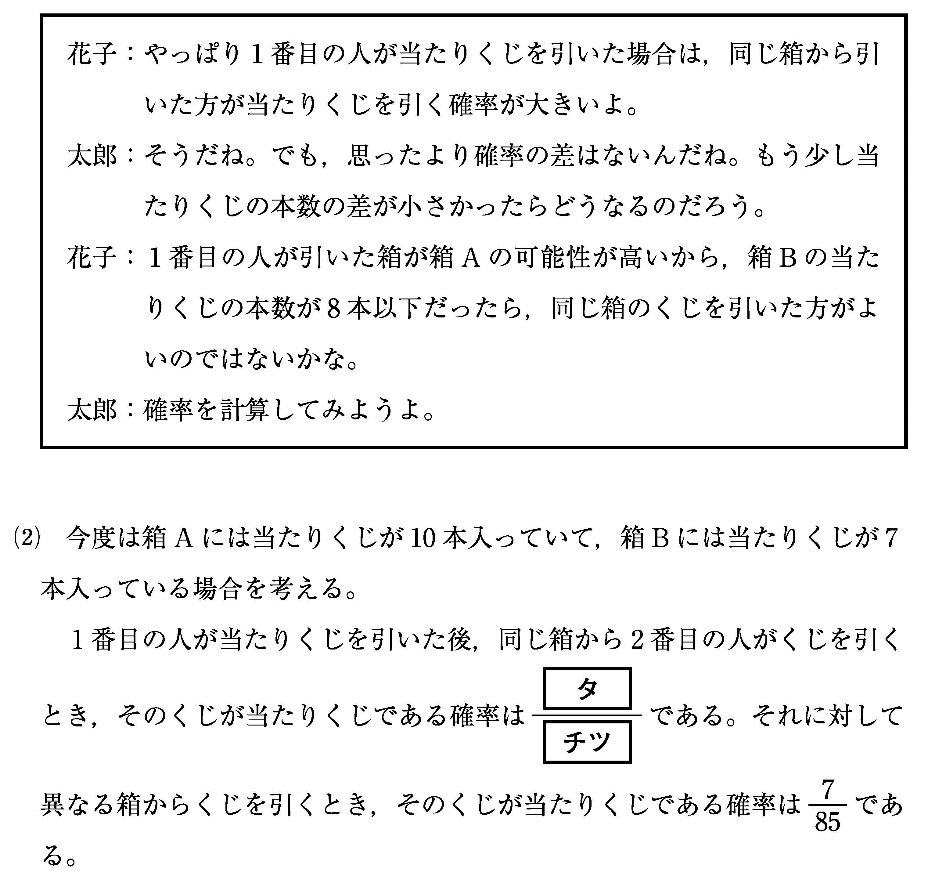 花子：やっぱり1番目の人が当たりくじを引いた場合は，同じ箱から引
いた方が当たりくじを引く確率が大きいよ。
太郎：そうだね。でも，思ったより確率の差はないんだね。もう少し当
たりくじの本数の差が小さかったらどうなるのだろう。
花子：1番目の人が引いた箱が箱Aの可能性が高いから，箱Bの当た
りくじの本数が8本以下だったら，同じ箱のくじを引いた方がよ
いのではないかな。
太郎：確率を計算してみようよ。
(2) 今度は箱Aには当たりくじが10本入っていて，箱Bには当たりくじが7
本入っている場合を考える。
1番目の人が当たりくじを引いた後，同じ箱から2番目の人がくじを引く
とき，そのくじが当たりくじである確率は タ/チツ である。それに対して
異なる箱からくじを引くとき，そのくじが当たりくじである確率は 7/85 であ
る。